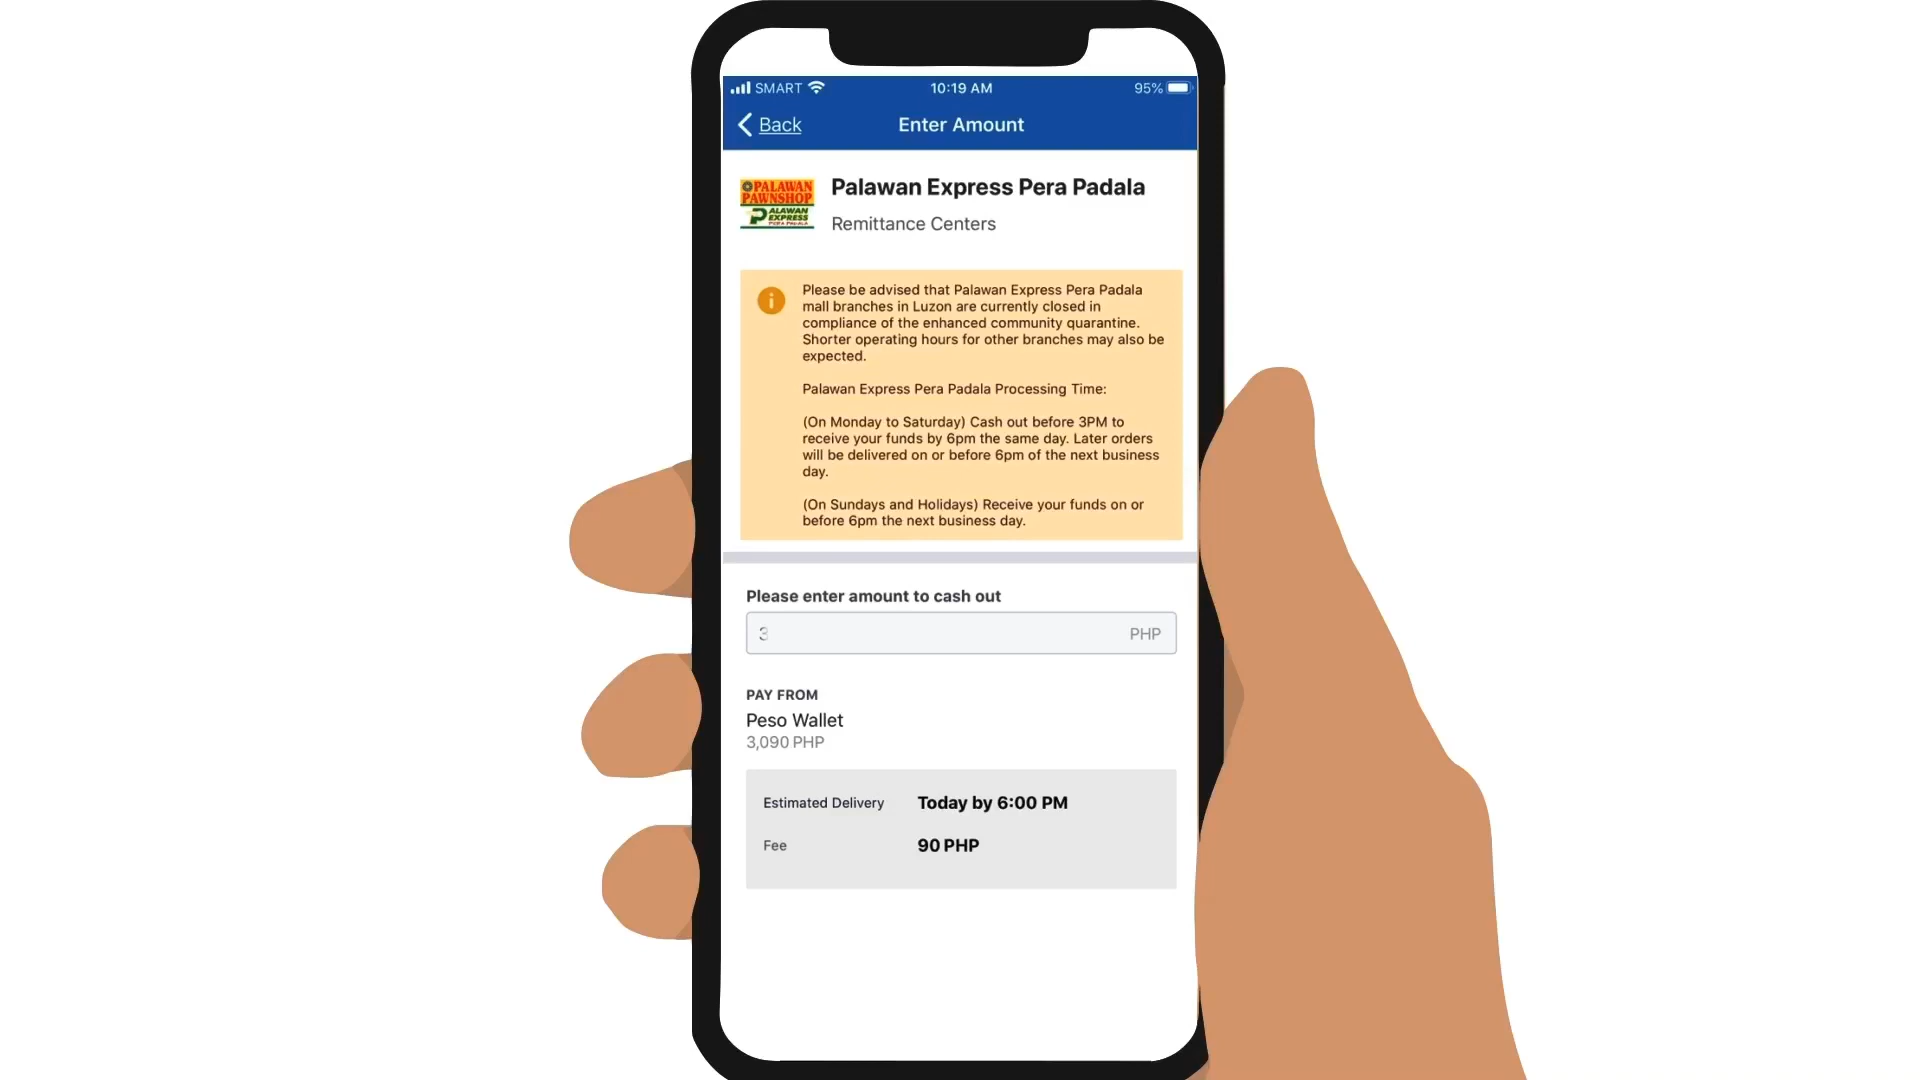 SMART
10:19 AM
95%
Back
Enter Amount
PALAWAN
PAWNSHOP
PALAWAN
EXPRESS
PERA PADALA
Palawan Express Pera Padala
Remittance Centers
Please be advised that Palawan Express Pera Padala
mall branches in Luzon are currently closed in
compliance of the enhanced community quarantine.
Shorter operating hours for other branches may also be
expected.
Palawan Express Pera Padala Processing Time:
(On Monday to Saturday) Cash out before 3PM to
receive your funds by 6pm the same day. Later orders
will be delivered on or before 6pm of the next business
day.
(On Sundays and Holidays) Receive your funds on or
before 6pm the next business day.
Please enter amount to cash out
3 PHP
PAY FROM
Peso Wallet
3,090 PHP
Estimated Delivery Today by 6:00 PM
Fee 90 PHP